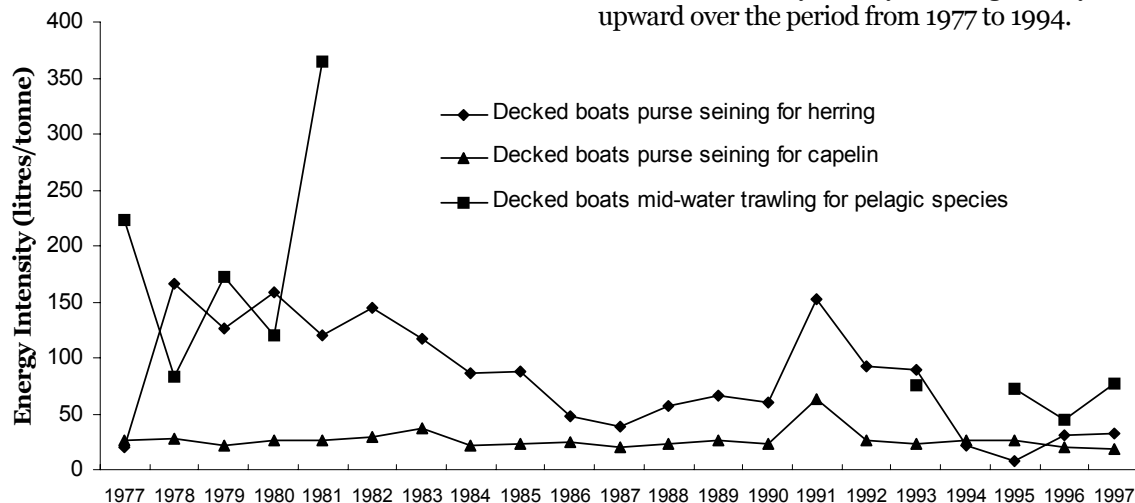 upward over the period from 1977 to 1994.
400
350
300
250
200
150
100
50
0
Energy Intensity (litres/tonne)
Decked boats purse seining for herring
Decked boats purse seining for capelin
Decked boats mid-water trawling for pelagic species
1977 1978 1979 1980 1981 1982 1983 1984 1985 1986 1987 1988 1989 1990 1991 1992 1993 1994 1995 1996 1997